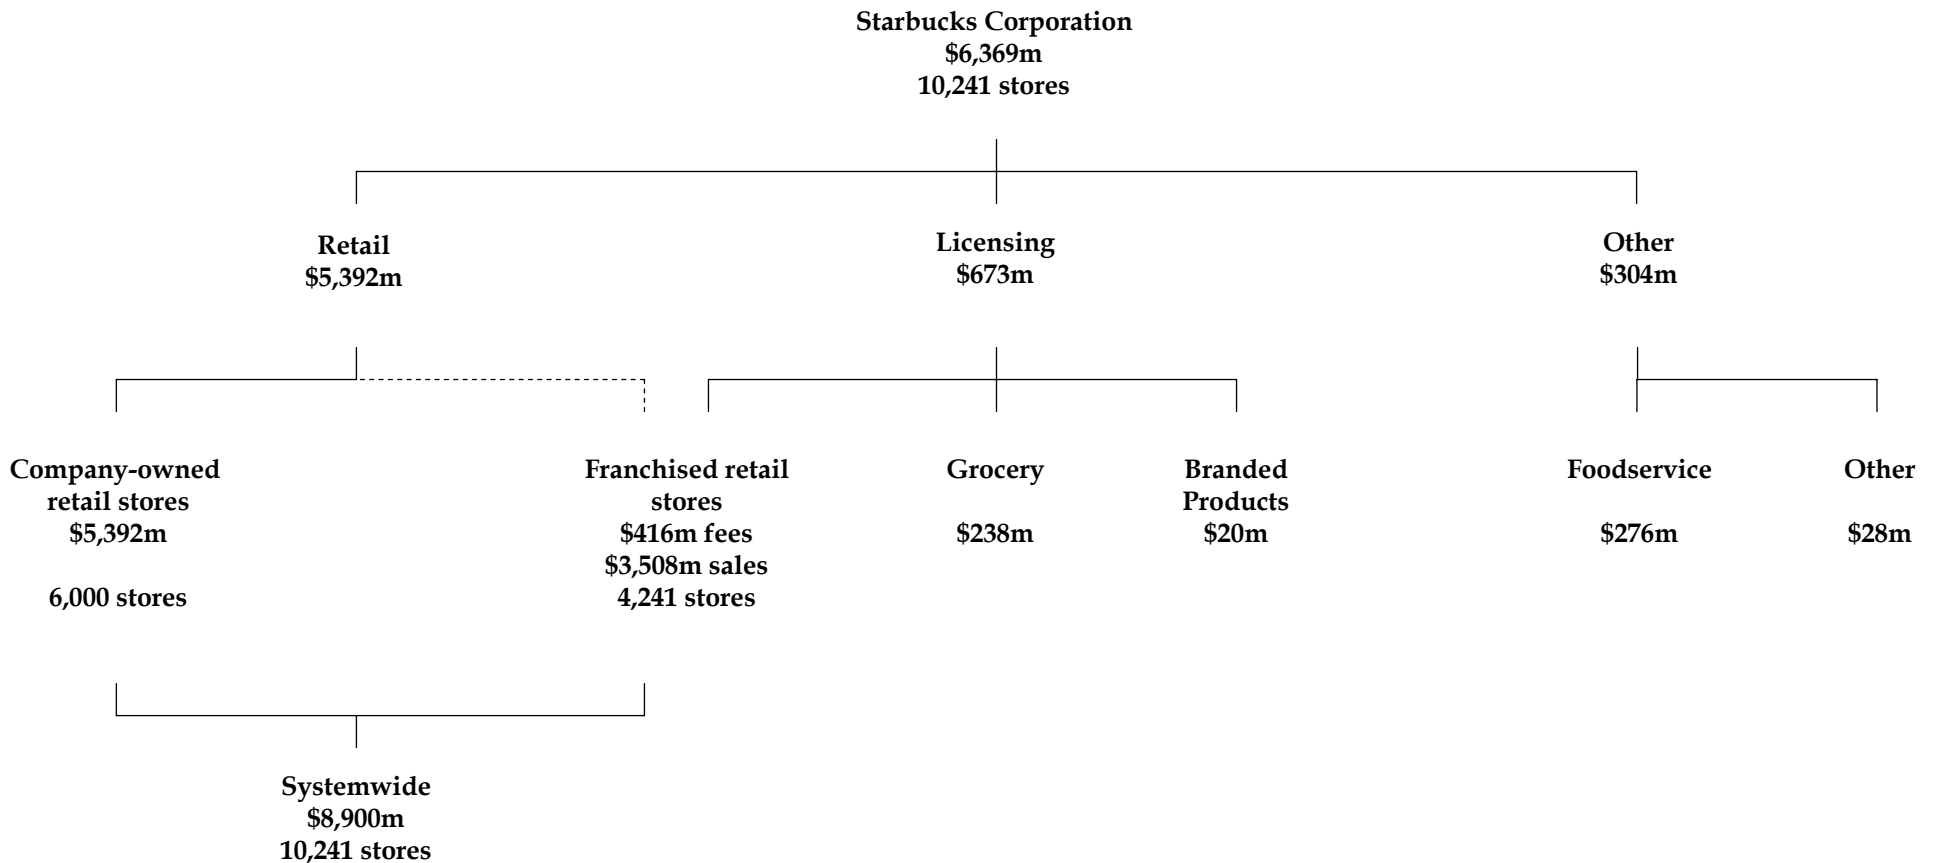 Starbucks Corporation
$6,369m
10,241 stores
Retail
$5,392m
Licensing
$673m
Other
$304m
Company-owned
retail stores
$5,392m
6,000 stores
Franchised retail
stores
$416m fees
$3,508m sales
4,241 stores
Grocery
$238m
Branded
Products
$20m
Foodservice
$276m
Other
$28m
Systemwide
$8,900m
10,241 stores